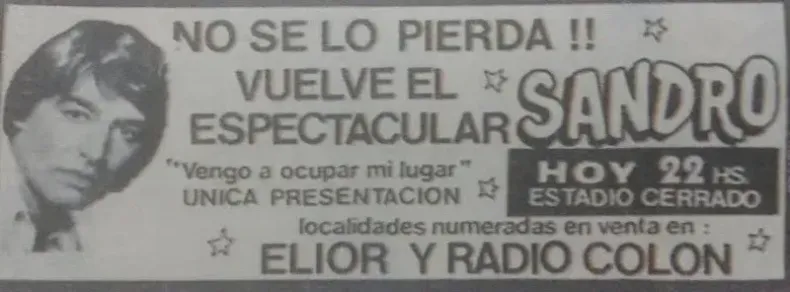 NO SE LO PIERDA !!
VUELVE EL
ESPECTACULAR SANDRO
"Vengo a ocupar mi lugar"
UNICA PRESENTACION
HOY 22 HS.
ESTADIO CERRADO
localidades numeradas en venta en :
ELIOR Y RADIO COLON